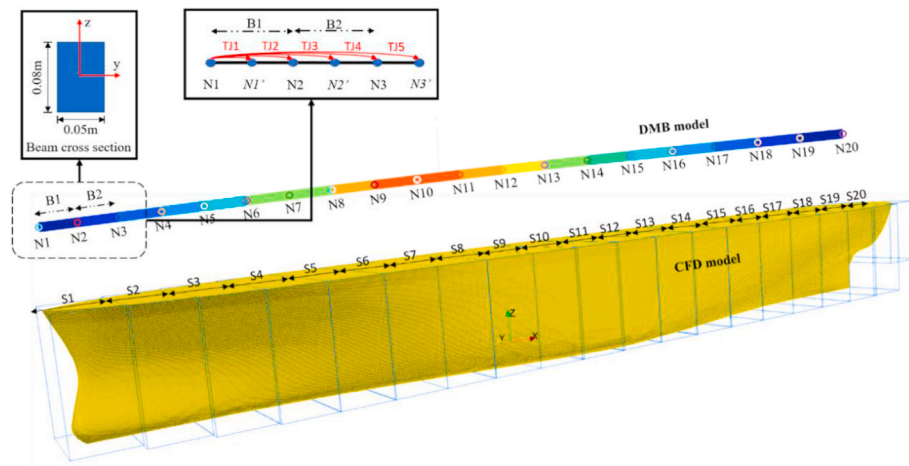 z
y
0.08m
0.05m
Beam cross section
B1 B2
TJ1 TJ2 TJ3 TJ4 TJ5
N1 N1' N2 N2' N3 N3'
DMB model
B1 B2
N1 N2 N3 N4 N5 N6 N7 N8 N9 N10 N11 N12 N13 N14 N15 N16 N17 N18 N19 N20
S1 S2 S3 S4 S5 S6 S7 S8 S9 S10 S11 S12 S13 S14 S15 S16 S17 S18 S19 S20
CFD model
Z
Y X